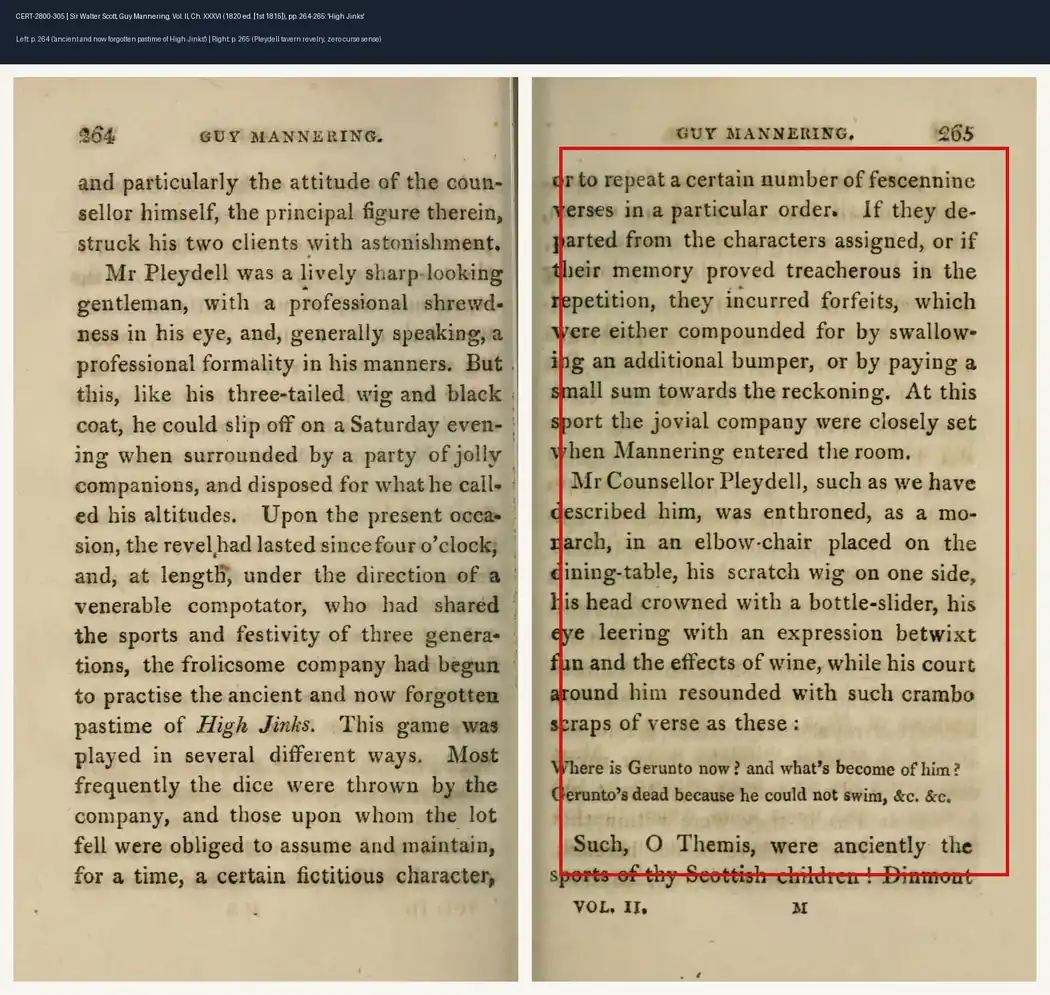 CERT-2800-305 | Sir Walter Scott, Guy Mannering, Vol. II, Ch. XXXVI (1820 ed. [1st 1815]), pp. 264-265: 'High Jinks'
Left: p. 264 ('ancient and now forgotten pastime of High Jinks') | Right: p. 265 (Pleydell tavern revelry, zero curse sense)
264 GUY MANNERING.
and particularly the attitude of the coun-
sellor himself, the principal figure therein,
struck his two clients with astonishment.
Mr Pleydell was a lively sharp-looking
gentleman, with a professional shrewd-
ness in his eye, and, generally speaking, a
professional formality in his manners. But
this, like his three-tailed wig and black
coat, he could slip off on a Saturday even-
ing when surrounded by a party of jolly
companions, and disposed for what he call-
ed his altitudes. Upon the present occa-
sion, the revel had lasted since four o'clock,
and, at length, under the direction of a
venerable compotator, who had shared
the sports and festivity of three genera-
tions, the frolicsome company had begun
to practise the ancient and now forgotten
pastime of High Jinks. This game was
played in several different ways. Most
frequently the dice were thrown by the
company, and those upon whom the lot
fell were obliged to assume and maintain,
for a time, a certain fictitious character,
GUY MANNERING. 265
or to repeat a certain number of fescennine
verses in a particular order. If they de-
parted from the characters assigned, or if
their memory proved treacherous in the
repetition, they incurred forfeits, which
were either compounded for by swallow-
ing an additional bumper, or by paying a
small sum towards the reckoning. At this
sport the jovial company were closely set
when Mannering entered the room.
Mr Counsellor Pleydell, such as we have
described him, was enthroned, as a mo-
narch, in an elbow-chair placed on the
dining-table, his scratch wig on one side,
his head crowned with a bottle-slider, his
eye leering with an expression betwixt
fun and the effects of wine, while his court
around him resounded with such crambo
scraps of verse as these :
Where is Gerunto now? and what's become of him?
Gerunto's dead because he could not swim, &c. &c.
Such, O Themis, were anciently the
sports of thy Scottish children! Dinmont
VOL. II. M